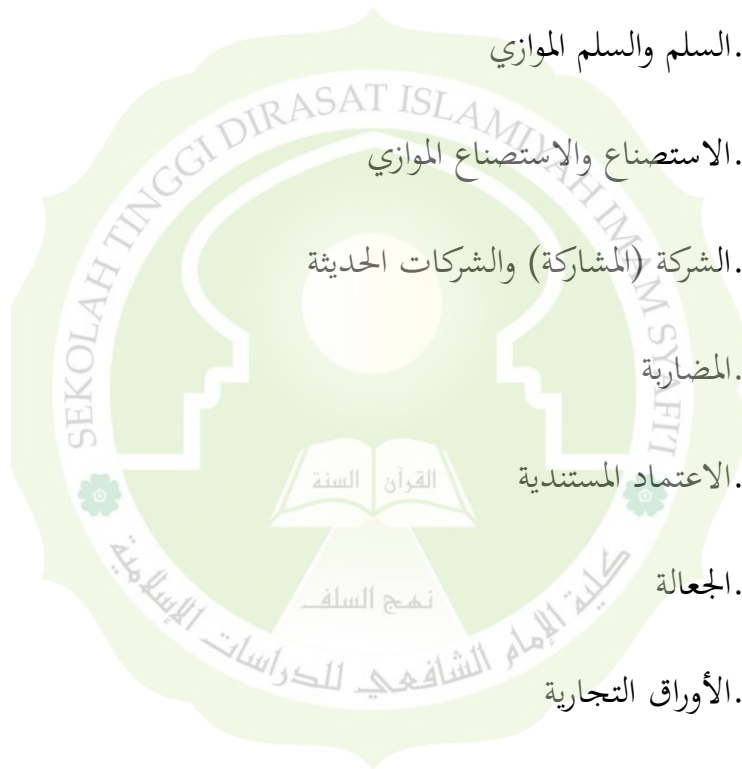 .السلم والسلم الموازي
.الاستصناع والاستصناع الموازي
.الشركة (المشاركة) والشركات الحديثة
.المضاربة
.الاعتماد المستندية
.الجعالة
.الأوراق التجارية
SEKOLAH TINGGI DIRASAT ISLAMIYAH IMAM SYAFI'I
القرآن السنة
نهج السلف
كلية الإمام الشافعي للدراسات الإسلامية